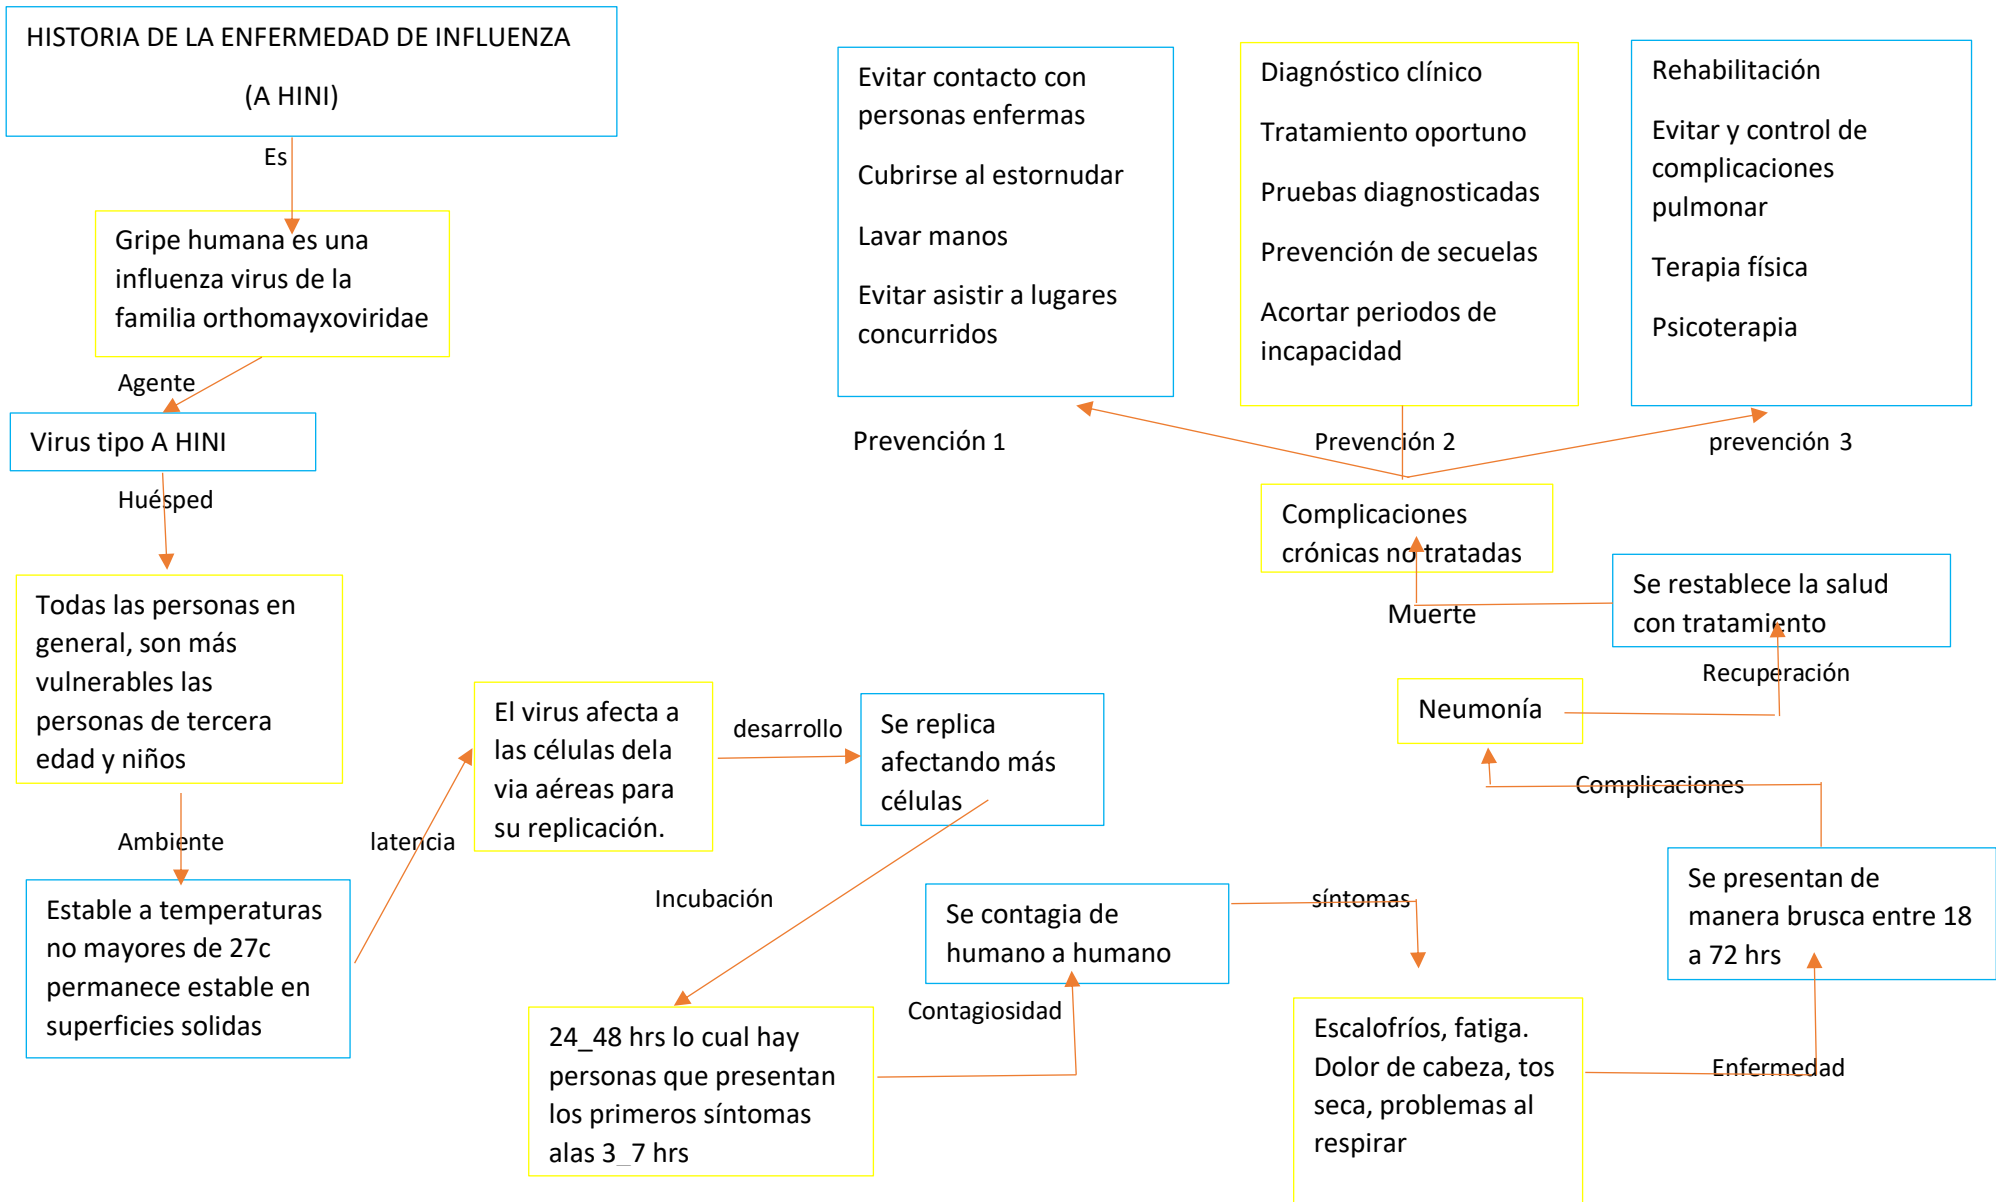 HISTORIA DE LA ENFERMEDAD DE INFLUENZA
(A HINI)
Es
Gripe humana es una
influenza virus de la
familia orthomayxoviridae
Agente
Virus tipo A HINI
Huésped
Todas las personas en
general, son más
vulnerables las
personas de tercera
edad y niños
Ambiente
Estable a temperaturas
no mayores de 27c
permanece estable en
superficies solidas
latencia
El virus afecta a
las células dela
via aéreas para
su replicación.
desarrollo
Se replica
afectando más
células
Incubación
24_48 hrs lo cual hay
personas que presentan
los primeros síntomas
alas 3_7 hrs
Contagiosidad
Se contagia de
humano a humano
síntomas
Escalofríos, fatiga.
Dolor de cabeza, tos
seca, problemas al
respirar
Enfermedad
Se presentan de
manera brusca entre 18
a 72 hrs
Complicaciones
Neumonía
Recuperación
Se restablece la salud
con tratamiento
Muerte
Complicaciones
crónicas no tratadas
Prevención 1
Evitar contacto con
personas enfermas
Cubrirse al estornudar
Lavar manos
Evitar asistir a lugares
concurridos
Prevención 2
Diagnóstico clínico
Tratamiento oportuno
Pruebas diagnosticadas
Prevención de secuelas
Acortar periodos de
incapacidad
prevención 3
Rehabilitación
Evitar y control de
complicaciones
pulmonar
Terapia física
Psicoterapia